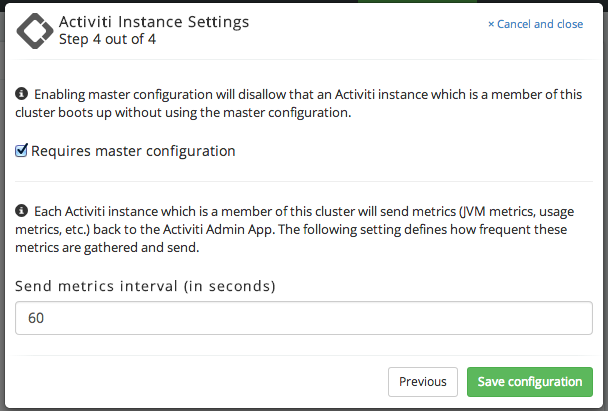 Activiti Instance Settings
× Cancel and close
Step 4 out of 4
Enabling master configuration will disallow that an Activiti instance which is a member of this
cluster boots up without using the master configuration.
Requires master configuration
Each Activiti instance which is a member of this cluster will send metrics (JVM metrics, usage
metrics, etc.) back to the Activiti Admin App. The following setting defines how frequent these
metrics are gathered and send.
Send metrics interval (in seconds)
60
Previous
Save configuration